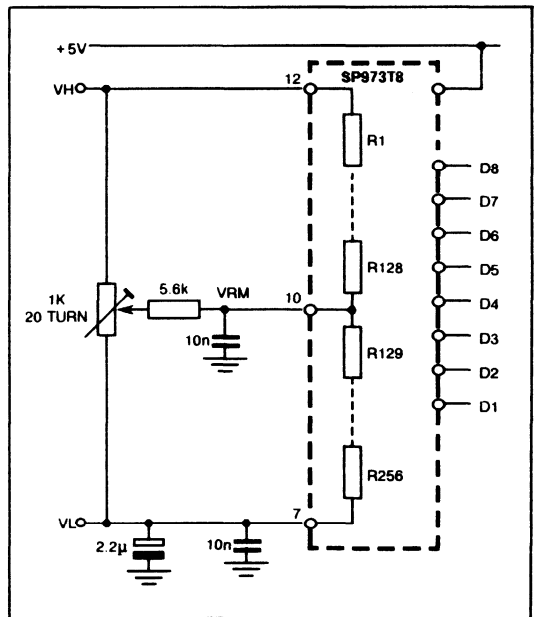 +5V
SP973T8
VH
12
R1
D8
D7
D6
R128
D5
1K
20 TURN
5.6k
VRM
10
D4
10n
R129
D3
D2
D1
R256
VL
7
2.2µ
10n